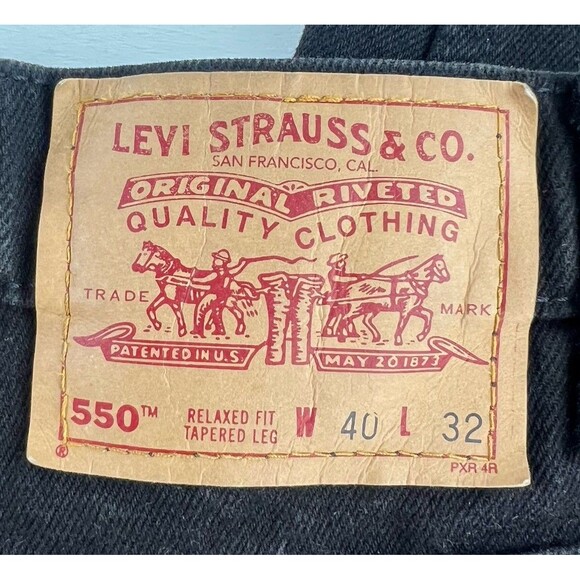 LEVI STRAUSS & CO.
SAN FRANCISCO, CAL.
ORIGINAL RIVETED
QUALITY CLOTHING
TRADE MARK
PATENTED IN U.S. MAY 20 1873
550™ RELAXED FIT W 40 L 32
TAPERED LEG
® PXR 4R